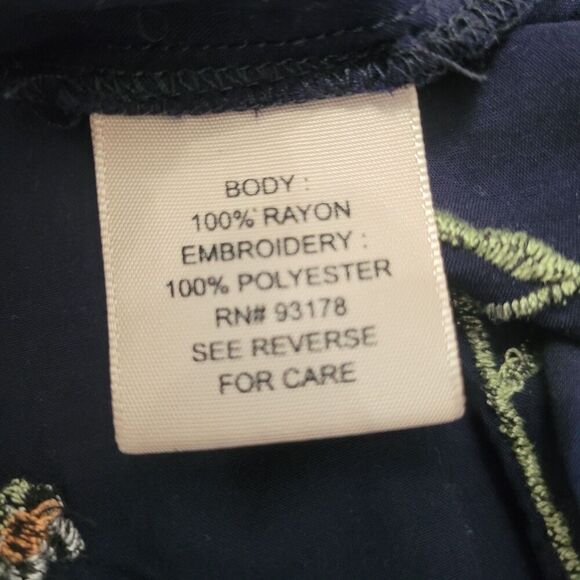 BODY :
100% RAYON
EMBROIDERY :
100% POLYESTER
RN# 93178
SEE REVERSE
FOR CARE